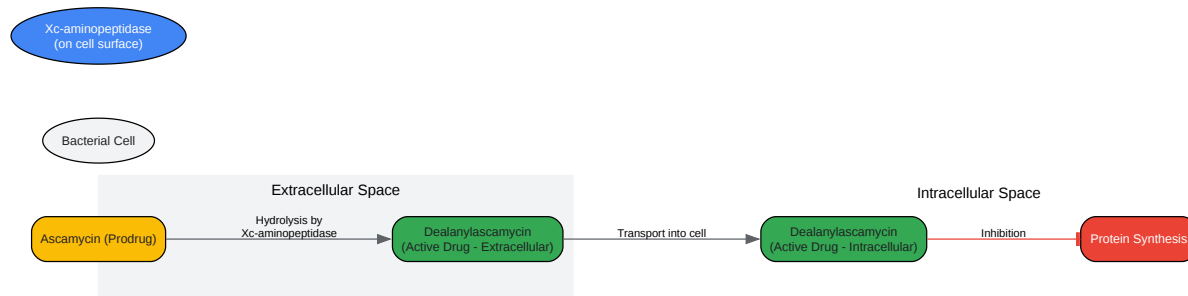 Xc-aminopeptidase
(on cell surface)
Bacterial Cell
Extracellular Space
Intracellular Space
Ascamycin (Prodrug)
Hydrolysis by
Xc-aminopeptidase
Dealanylascamycin
(Active Drug - Extracellular)
Transport into cell
Dealanylascamycin
(Active Drug - Intracellular)
Inhibition
Protein Synthesis